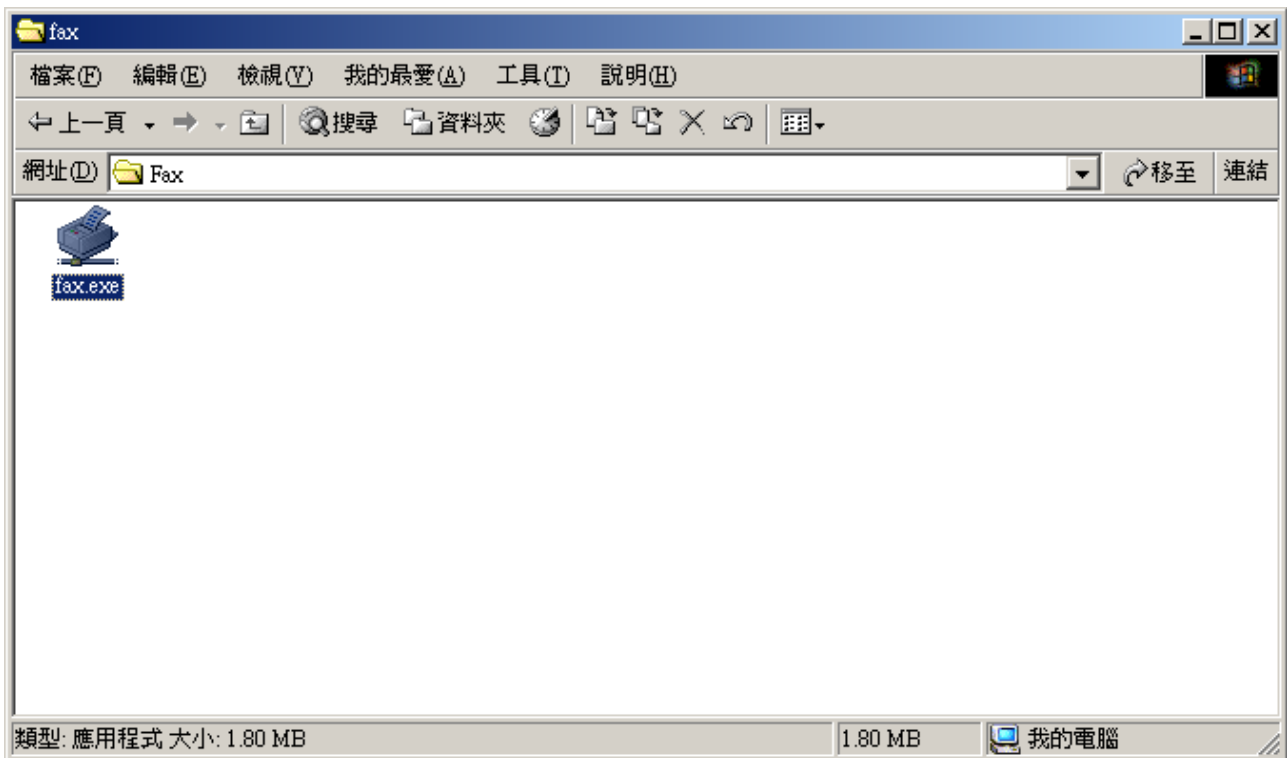 fax
檔案(F) 編輯(E) 檢視(V) 我的最愛(A) 工具(T) 說明(H)
上一頁 搜尋 資料夾
網址(D) Fax 移至 連結
fax.exe
類型: 應用程式 大小: 1.80 MB 1.80 MB 我的電腦